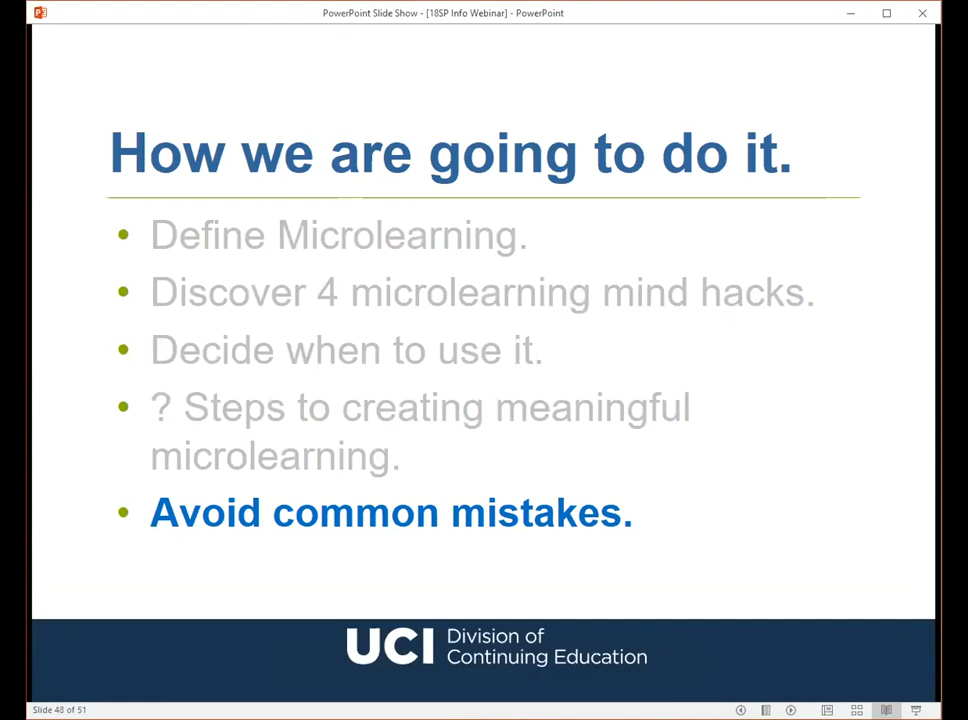 PowerPoint Slide Show - [18SP Info Webinar] - PowerPoint
How we are going to do it.
• Define Microlearning.
• Discover 4 microlearning mind hacks.
• Decide when to use it.
• ? Steps to creating meaningful
microlearning.
• Avoid common mistakes.
UCI Division of
Continuing Education
Slide 48 of 51